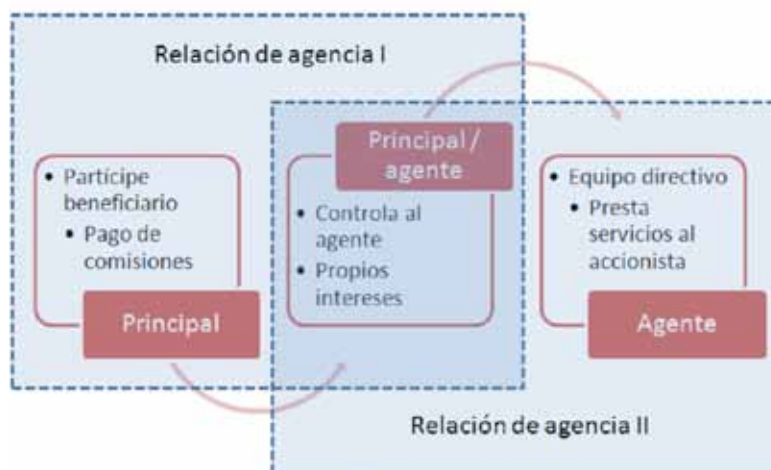 Relación de agencia I
• Partícipe
beneficiario
• Pago de
comisiones
Principal
Principal /
agente
• Controla al
agente
• Propios
intereses
• Equipo directivo
• Presta
servicios al
accionista
Agente
Relación de agencia II